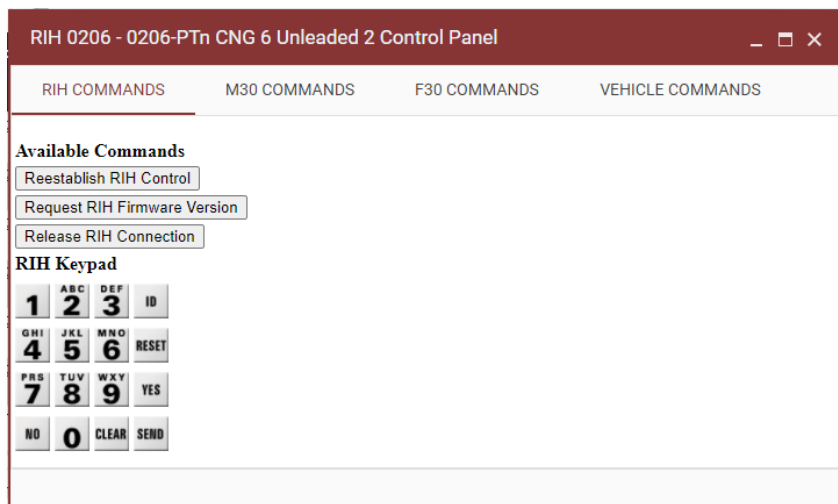 RIH 0206 - 0206-PTn CNG 6 Unleaded 2 Control Panel
RIH COMMANDS M30 COMMANDS F30 COMMANDS VEHICLE COMMANDS
Available Commands
Reestablish RIH Control
Request RIH Firmware Version
Release RIH Connection
RIH Keypad
ABC DEF
1 2 3 ID
GHI JKL MNO
4 5 6 RESET
PRS TUV WXY
7 8 9 YES
NO 0 CLEAR SEND